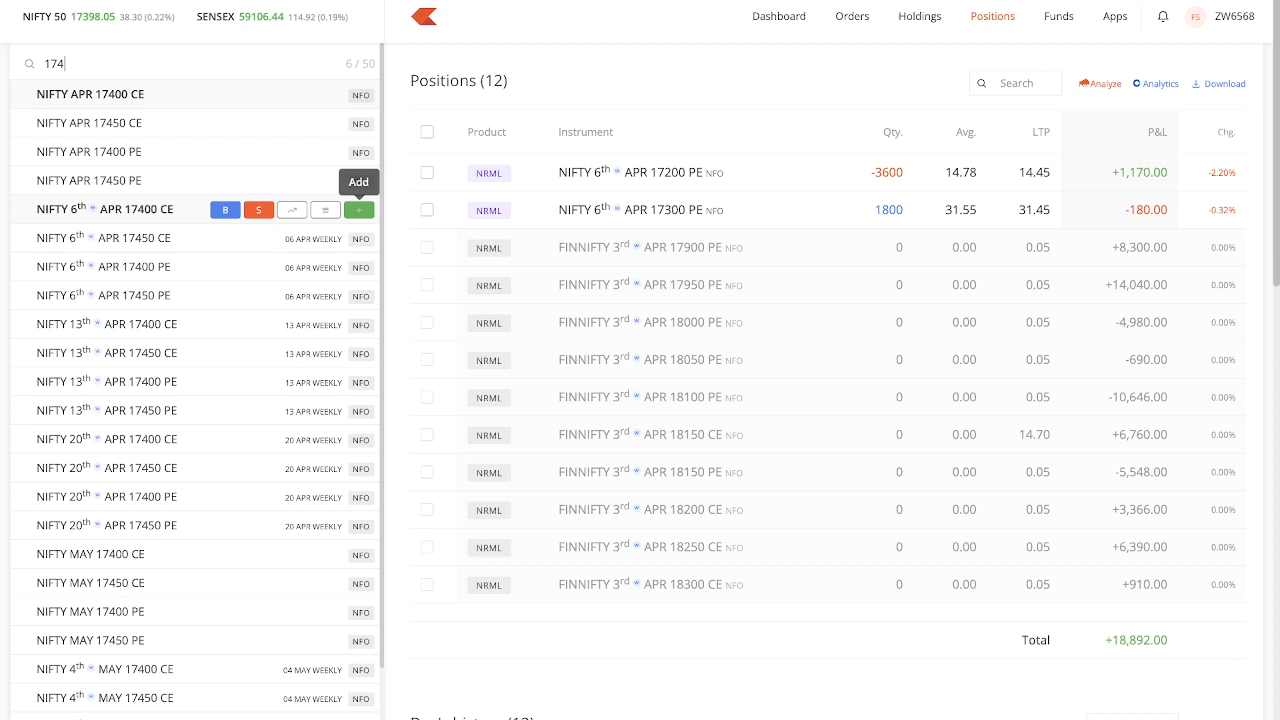 NIFTY 50 17398.05 38.30 (0.22%) SENSEX 59106.44 114.92 (0.19%)
Dashboard Orders Holdings Positions Funds Apps PS ZW6568
174 6 / 50
NIFTY APR 17400 CE NFO
NIFTY APR 17450 CE NFO
NIFTY APR 17400 PE NFO
NIFTY APR 17450 PE NFO
Add
NIFTY 6th w APR 17400 CE B S +
NIFTY 6th w APR 17450 CE 06 APR WEEKLY NFO
NIFTY 6th w APR 17400 PE 06 APR WEEKLY NFO
NIFTY 6th w APR 17450 PE 06 APR WEEKLY NFO
NIFTY 13th w APR 17400 CE 13 APR WEEKLY NFO
NIFTY 13th w APR 17450 CE 13 APR WEEKLY NFO
NIFTY 13th w APR 17400 PE 13 APR WEEKLY NFO
NIFTY 13th w APR 17450 PE 13 APR WEEKLY NFO
NIFTY 20th w APR 17400 CE 20 APR WEEKLY NFO
NIFTY 20th w APR 17450 CE 20 APR WEEKLY NFO
NIFTY 20th w APR 17400 PE 20 APR WEEKLY NFO
NIFTY 20th w APR 17450 PE 20 APR WEEKLY NFO
NIFTY MAY 17400 CE NFO
NIFTY MAY 17450 CE NFO
NIFTY MAY 17400 PE NFO
NIFTY MAY 17450 PE NFO
NIFTY 4th w MAY 17400 CE 04 MAY WEEKLY NFO
NIFTY 4th w MAY 17450 CE 04 MAY WEEKLY NFO
Positions (12) Search Analyze Analytics Download
Product Instrument Qty. Avg. LTP P&L Chg.
NRML NIFTY 6th w APR 17200 PE NFO -3600 14.78 14.45 +1,170.00 -2.20%
NRML NIFTY 6th w APR 17300 PE NFO 1800 31.55 31.45 -180.00 -0.32%
NRML FINNIFTY 3rd w APR 17900 PE NFO 0 0.00 0.05 +8,300.00 0.00%
NRML FINNIFTY 3rd w APR 17950 PE NFO 0 0.00 0.05 +14,040.00 0.00%
NRML FINNIFTY 3rd w APR 18000 PE NFO 0 0.00 0.05 -4,980.00 0.00%
NRML FINNIFTY 3rd w APR 18050 PE NFO 0 0.00 0.05 -690.00 0.00%
NRML FINNIFTY 3rd w APR 18100 PE NFO 0 0.00 0.05 -10,646.00 0.00%
NRML FINNIFTY 3rd w APR 18150 CE NFO 0 0.00 14.70 +6,760.00 0.00%
NRML FINNIFTY 3rd w APR 18150 PE NFO 0 0.00 0.05 -5,548.00 0.00%
NRML FINNIFTY 3rd w APR 18200 CE NFO 0 0.00 0.05 +3,366.00 0.00%
NRML FINNIFTY 3rd w APR 18250 CE NFO 0 0.00 0.05 +6,390.00 0.00%
NRML FINNIFTY 3rd w APR 18300 CE NFO 0 0.00 0.05 +910.00 0.00%
Total +18,892.00